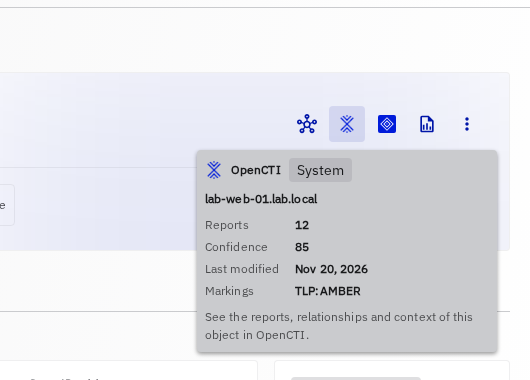 OpenCTI System
lab-web-01.lab.local
Reports 12
Confidence 85
Last modified Nov 20, 2026
Markings TLP:AMBER
See the reports, relationships and context of this
object in OpenCTI.